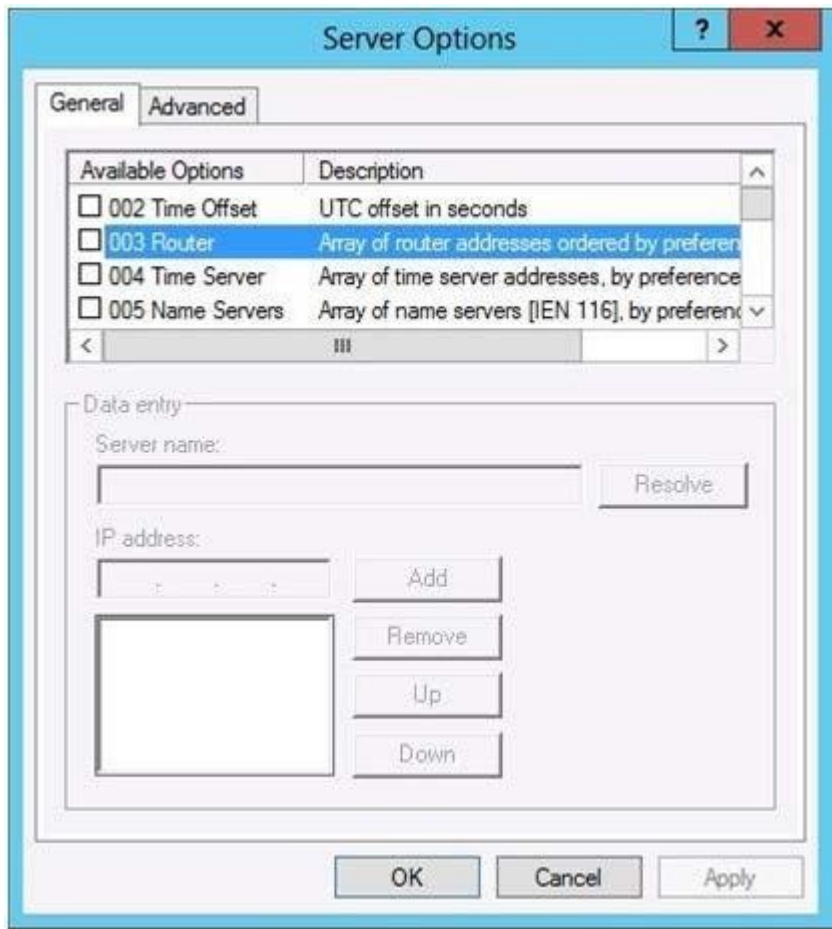 Server Options ? x
General Advanced
Available Options Description
002 Time Offset UTC offset in seconds
003 Router Array of router addresses ordered by preferen
004 Time Server Array of time server addresses, by preference
005 Name Servers Array of name servers [IEN 116], by preferenc
Data entry
Server name:
Resolve
IP address:
. . . Add
Remove
Up
Down
OK Cancel Apply